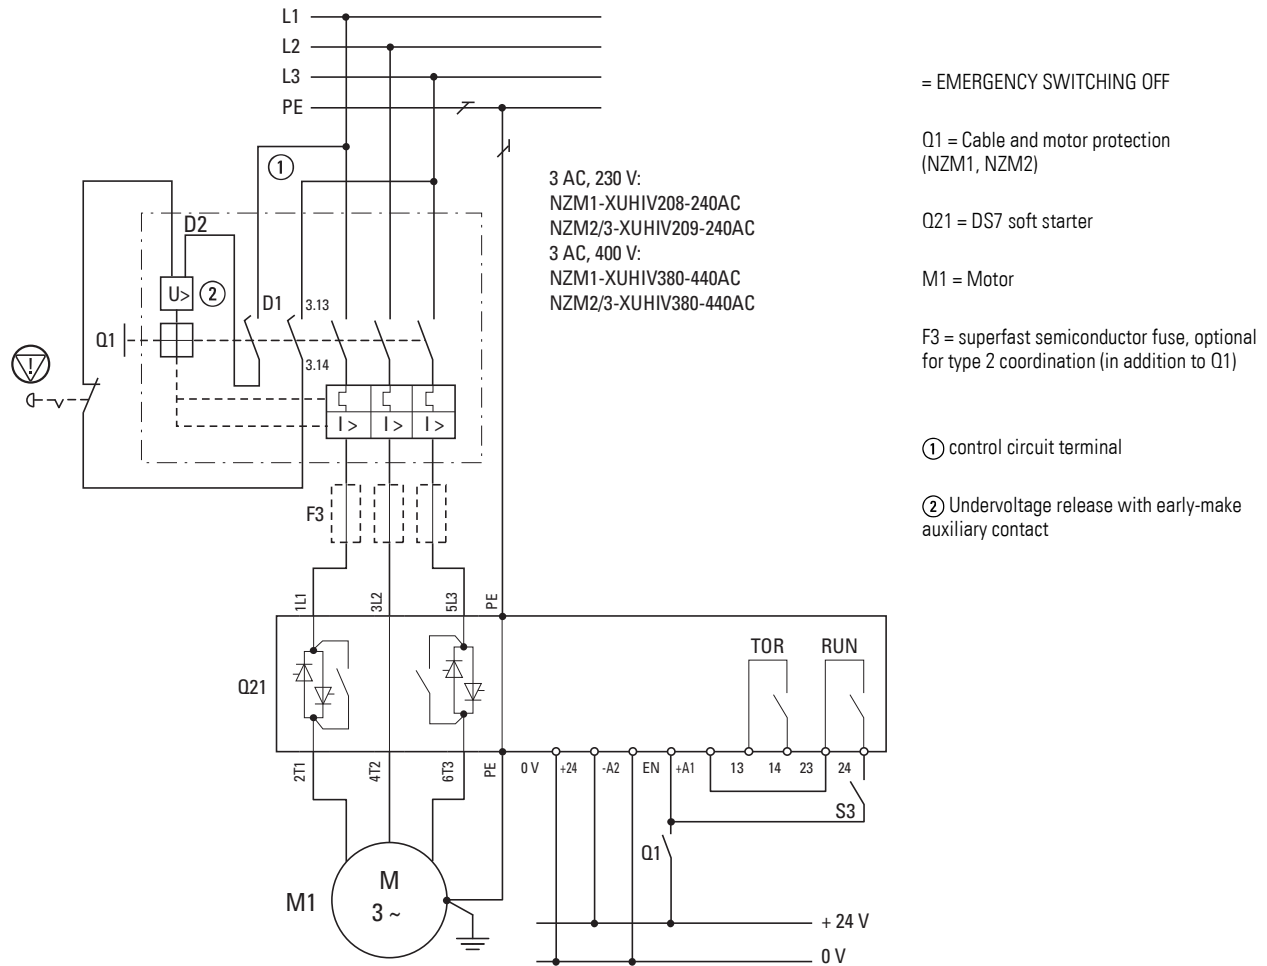 L1
L2
L3
PE
= EMERGENCY SWITCHING OFF
Q1 = Cable and motor protection
(NZM1, NZM2)
Q21 = DS7 soft starter
M1 = Motor
F3 = superfast semiconductor fuse, optional
for type 2 coordination (in addition to Q1)
1 control circuit terminal
2 Undervoltage release with early-make
auxiliary contact
1
3 AC, 230 V:
NZM1-XUHIV208-240AC
NZM2/3-XUHIV209-240AC
3 AC, 400 V:
NZM1-XUHIV380-440AC
NZM2/3-XUHIV380-440AC
D2
U>
2
D1
3.13
Q1
3.14
!
I >
I >
I >
F3
1L1
3L2
5L3
PE
TOR
RUN
Q21
2T1
4T2
6T3
PE
0 V
+24
-A2
EN
+A1
13
14
23
24
S3
Q1
M1
M
3 ~
+ 24 V
0 V